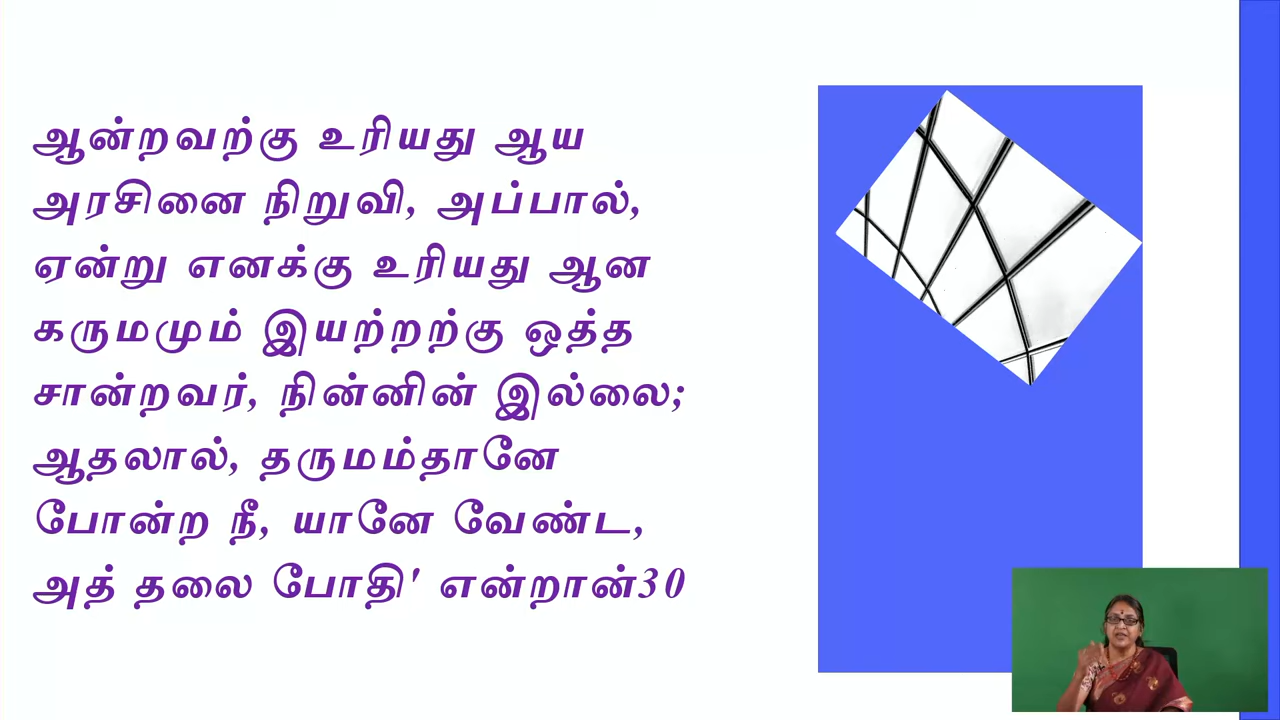 ஆன்றவற்கு உரியது ஆய
அரசினை நிறுவி, அப்பால்,
ஏன்று எனக்கு உரியது ஆன
கருமமும் இயற்றற்கு ஒத்த
சான்றவர், நின்னின் இல்லை;
ஆதலால், தருமம்தானே
போன்ற நீ, யானே வேண்ட,
அத் தலை போதி' என்றான்30